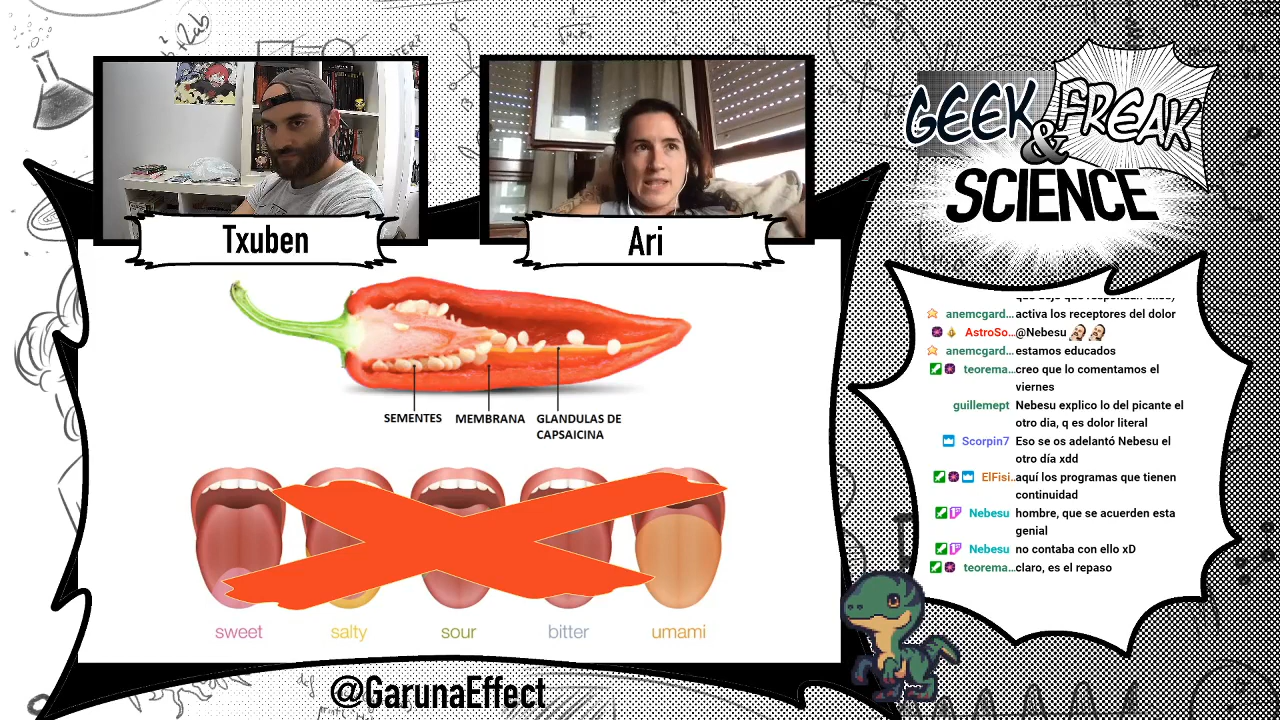 GEEK
&
FREAK
SCIENCE
Txuben
Ari
SEMENTES
MEMBRANA
GLANDULAS DE
CAPSAICINA
sweet
salty
sour
bitter
umami
anemcgard... activa los receptores del dolor
AstroSo... @Nebesu
anemcgard... estamos educados
teorema... creo que lo comentamos el
viernes
guillemept Nebesu explico lo del picante el
otro dia, q es dolor literal
Scorpin7 Eso se os adelantó Nebesu el
otro día xdd
ElFisi... aquí los programas que tienen
continuidad
Nebesu hombre, que se acuerden esta
genial
Nebesu no contaba con ello xD
teorema... claro, es el repaso
@GarunaEffect